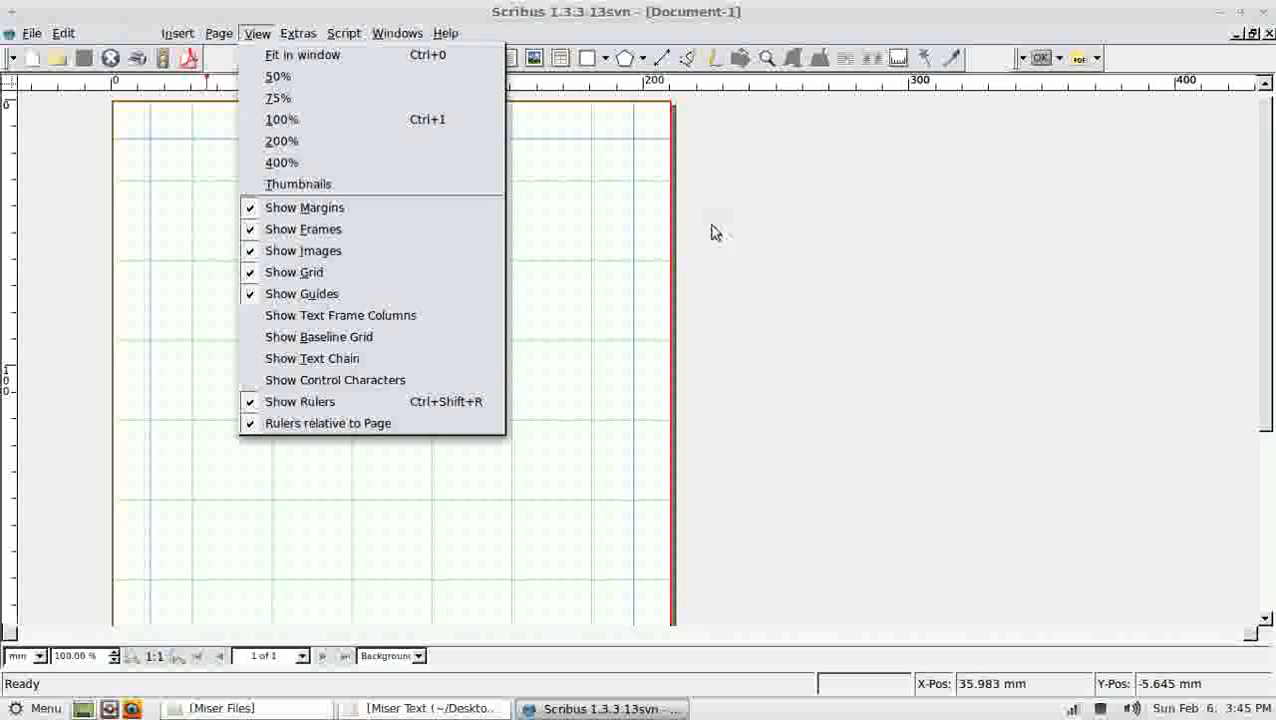 Scribus 1.3.3 13svn - [Document-1]
File Edit Insert Page View Extras Script Windows Help
OK PDF
0 200 300 400
0
100
Fit in window Ctrl+0
50%
75%
100% Ctrl+1
200%
400%
Thumbnails
Show Margins
Show Frames
Show Images
Show Grid
Show Guides
Show Text Frame Columns
Show Baseline Grid
Show Text Chain
Show Control Characters
Show Rulers Ctrl+Shift+R
Rulers relative to Page
mm 100.00 % 1:1 1 of 1 Background
Ready X-Pos: 35.983 mm Y-Pos: -5.645 mm
Menu [Miser Files] [Miser Text (~/Deskto... Scribus 1.3.3 13svn - ... Sun Feb 6, 3:45 PM